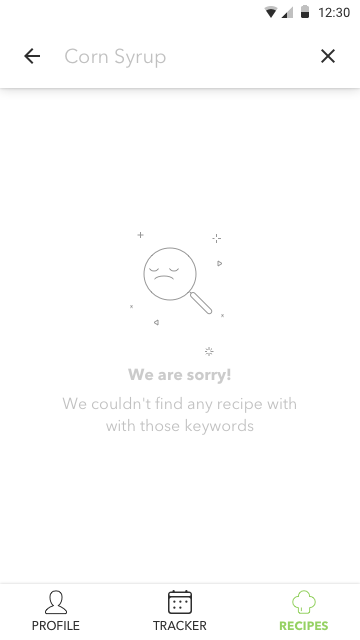 12:30
Corn Syrup
We are sorry!
We couldn't find any recipe with
with those keywords
PROFILE
TRACKER
RECIPES